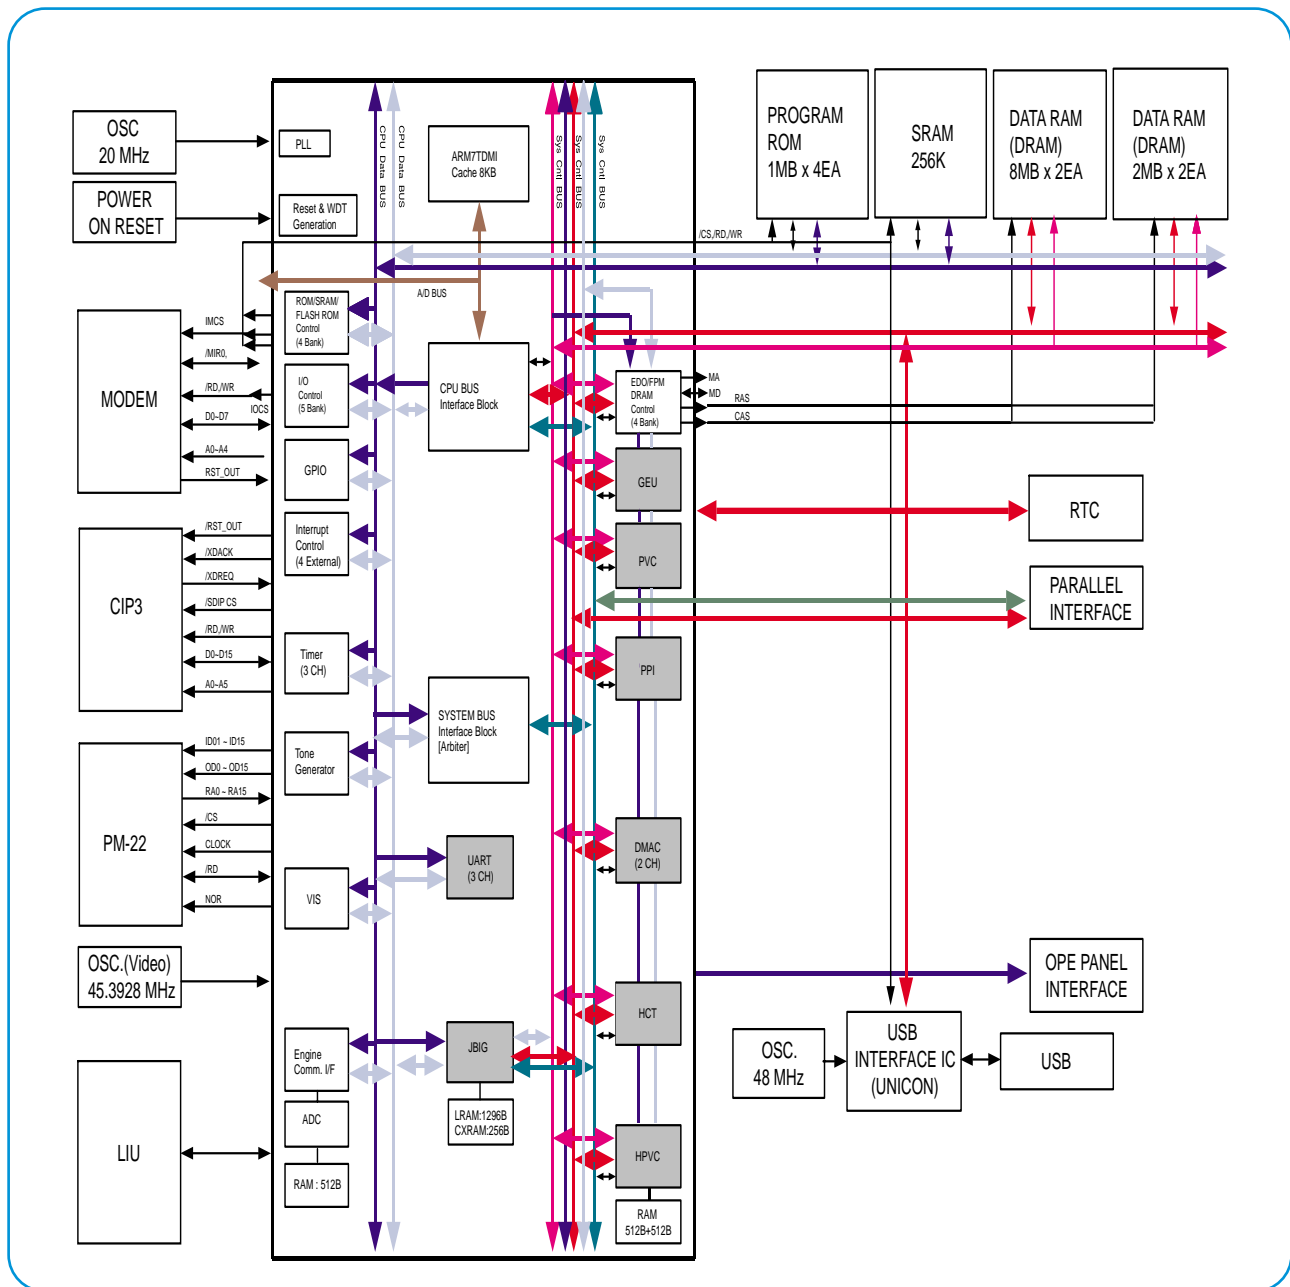 OSC
20 MHz
POWER
ON RESET
PLL
Reset & WDT
Generation
CPU Data BUS
CPU Data BUS
ARM7TDMI
Cache 8KB
Sys Cntl BUS
Sys Cntl BUS
Sys Cntl BUS
PROGRAM
ROM
1MB x 4EA
SRAM
256K
DATA RAM
(DRAM)
8MB x 2EA
DATA RAM
(DRAM)
2MB x 2EA
/CS,/RD,/WR
A/D BUS
MODEM
IMCS
/MIR0,
/RD,/WR
IOCS
D0~D7
A0~A4
RST_OUT
ROM/SRAM/
FLASH ROM
Control
(4 Bank)
I/O
Control
(5 Bank)
GPIO
Interrupt
Control
(4 External)
CPU BUS
Interface Block
EDO/FPM
DRAM
Control
(4 Bank)
MA
MD
RAS
CAS
GEU
PVC
RTC
PARALLEL
INTERFACE
CIP3
/RST_OUT
/XDACK
/XDREQ
/SDIP CS
/RD,/WR
D0~D15
A0~A5
Timer
(3 CH)
PPI
SYSTEM BUS
Interface Block
[Arbiter]
PM-22
ID01 ~ ID15
OD0 ~ OD15
RA0 ~ RA15
/CS
CLOCK
/RD
NOR
Tone
Generator
UART
(3 CH)
DMAC
(2 CH)
VIS
OSC.(Video)
45.3928 MHz
OPE PANEL
INTERFACE
HCT
JBIG
LRAM:1296B
CXRAM:256B
Engine
Comm. I/F
ADC
RAM : 512B
LIU
OSC.
48 MHz
USB
INTERFACE IC
(UNICON)
USB
HPVC
RAM
512B+512B